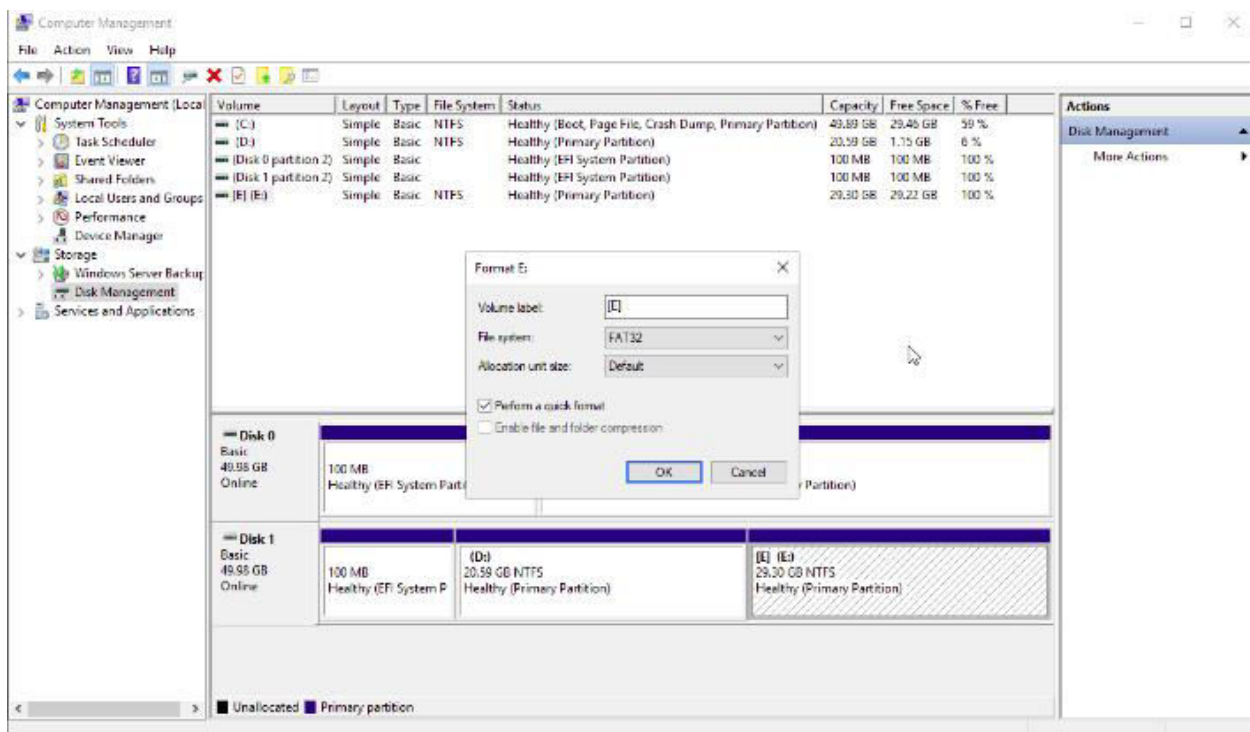 Computer Management
File Action View Help
Computer Management (Local
System Tools
Task Scheduler
Event Viewer
Shared Folders
Local Users and Groups
Performance
Device Manager
Storage
Windows Server Backup
Disk Management
Services and Applications
Volume Layout Type File System Status Capacity Free Space % Free
(C:) Simple Basic NTFS Healthy (Boot, Page File, Crash Dump, Primary Partition) 49.89 GB 29.46 GB 59 %
(D:) Simple Basic NTFS Healthy (Primary Partition) 20.59 GB 1.15 GB 6 %
(Disk 0 partition 2) Simple Basic Healthy (EFI System Partition) 100 MB 100 MB 100 %
(Disk 1 partition 2) Simple Basic Healthy (EFI System Partition) 100 MB 100 MB 100 %
[E] (E:) Simple Basic NTFS Healthy (Primary Partition) 29.30 GB 29.22 GB 100 %
Actions
Disk Management
More Actions
Format E:
Volume label: [E]
File system: FAT32
Allocation unit size: Default
Perform a quick format
Enable file and folder compression
OK Cancel
Disk 0
Basic
49.98 GB
Online
100 MB
Healthy (EFI System Parti
Partition)
Disk 1
Basic
49.98 GB
Online
100 MB
Healthy (EFI System P
(D:)
20.59 GB NTFS
Healthy (Primary Partition)
[E] (E:)
29.30 GB NTFS
Healthy (Primary Partition)
Unallocated Primary partition